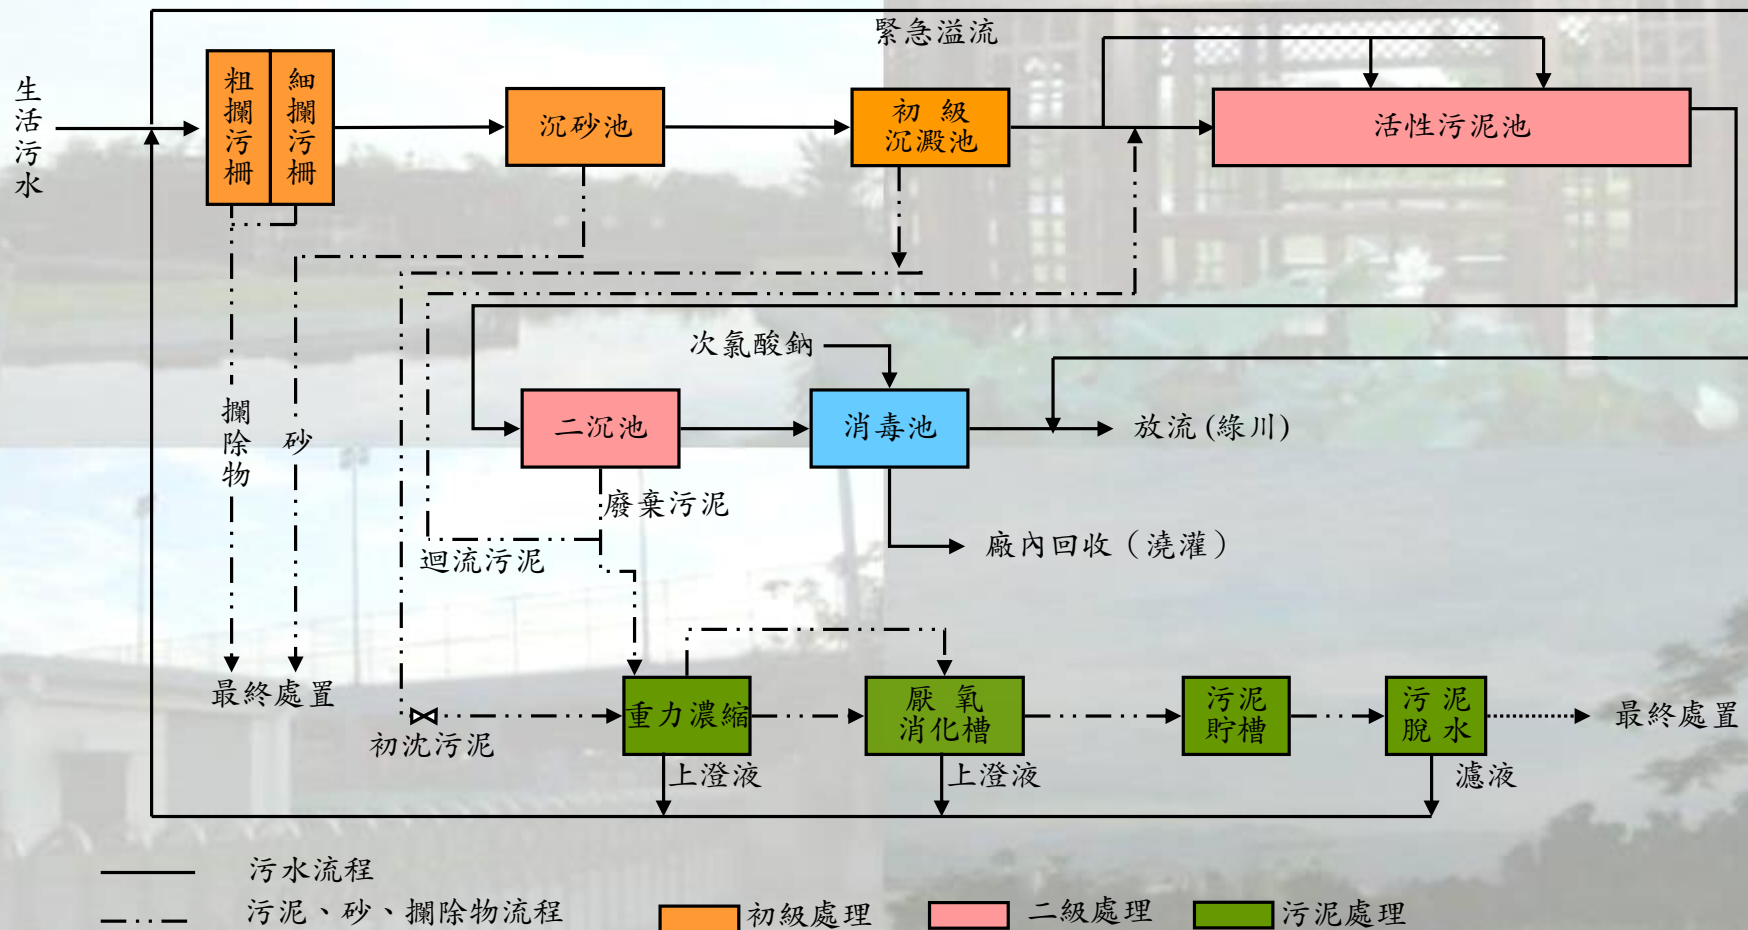 緊急溢流
生活污水
粗攔污柵
細攔污柵
沉砂池
初級
沉澱池
活性污泥池
次氯酸鈉
攔除物
砂
二沉池
消毒池
放流(綠川)
廢棄污泥
迴流污泥
廠內回收（澆灌）
最終處置
初沈污泥
重力濃縮
厭氧
消化槽
污泥
貯槽
污泥
脫水
最終處置
上澄液
上澄液
濾液
污水流程
污泥、砂、攔除物流程
初級處理
二級處理
污泥處理